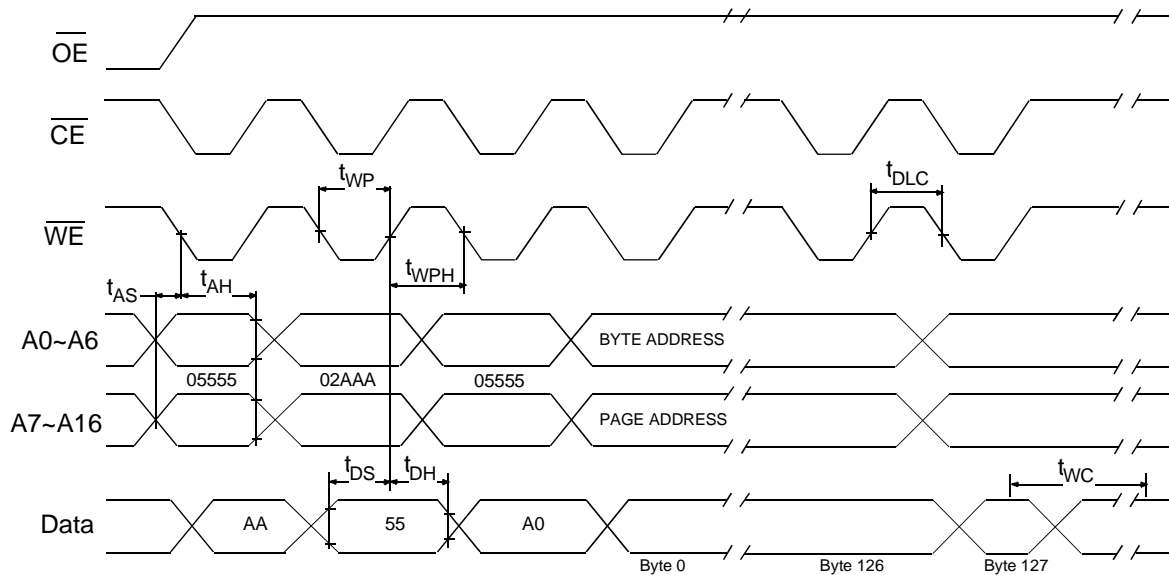 OE
CE
tWP
tDLC
WE
tWPH
tAS
tAH
A0~A6
BYTE ADDRESS
05555
02AAA
05555
A7~A16
PAGE ADDRESS
tDS
tDH
tWC
Data
AA
55
A0
Byte 0
Byte 126
Byte 127